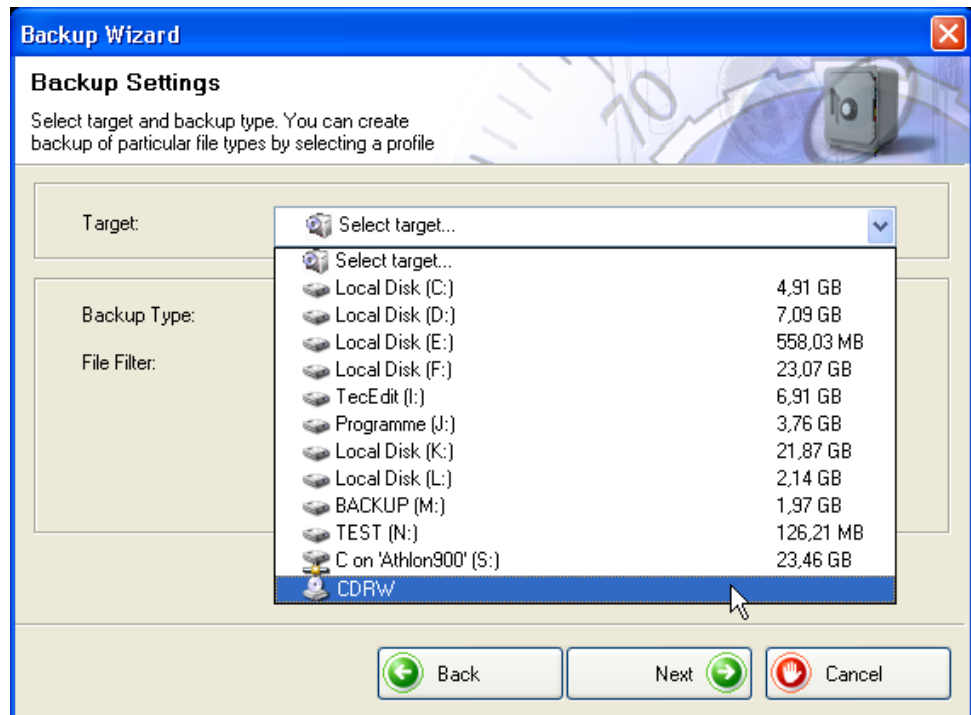 Backup Wizard
Backup Settings
Select target and backup type. You can create
backup of particular file types by selecting a profile
70
10
Target:
Select target...
Select target...
Local Disk (C:) 4,91 GB
Local Disk (D:) 7,09 GB
Backup Type:
Local Disk (E:) 558,03 MB
File Filter:
Local Disk (F:) 23,07 GB
TecEdit (I:) 6,91 GB
Programme (J:) 3,76 GB
Local Disk (K:) 21,87 GB
Local Disk (L:) 2,14 GB
BACKUP (M:) 1,97 GB
TEST (N:) 126,21 MB
C on 'Athlon900' (S:) 23,46 GB
CDRW
Back
Next
Cancel